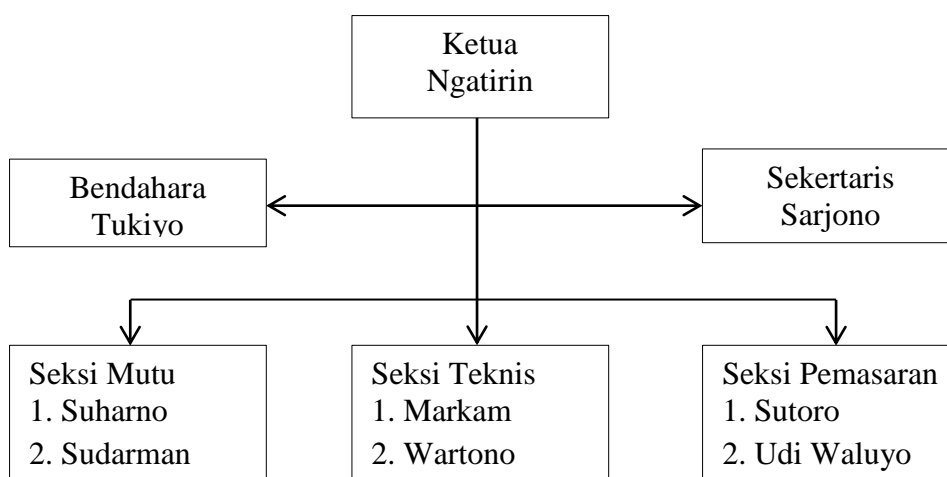 Ketua
Ngatirin
Bendahara
Tukiyo
Sekertaris
Sarjono
Seksi Mutu
1. Suharno
2. Sudarman
Seksi Teknis
1. Markam
2. Wartono
Seksi Pemasaran
1. Sutoro
2. Udi Waluyo